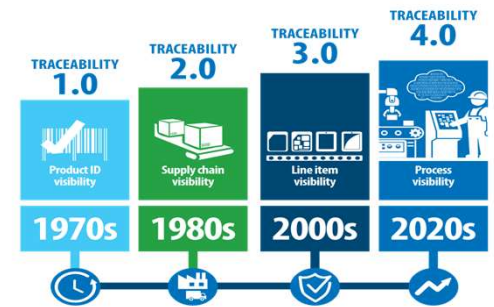 TRACEABILITY
1.0
Product ID
visibility
1970s
TRACEABILITY
2.0
Supply chain
visibility
1980s
TRACEABILITY
3.0
Line item
visibility
2000s
TRACEABILITY
4.0
Process
visibility
2020s